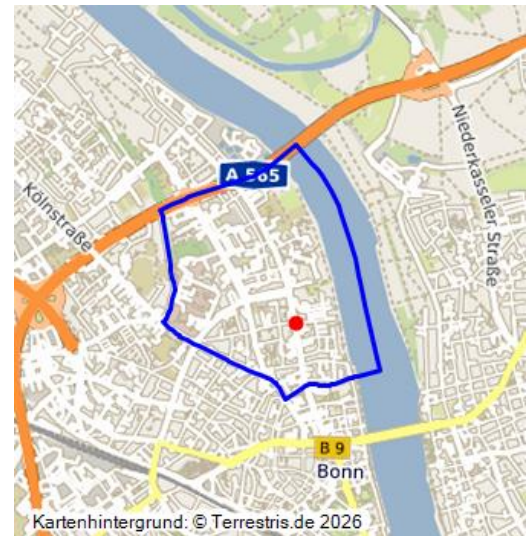 A 565
Kölnstraße
Niederkasseler Straße
B 9
Bonn
Kartenhintergrund: © Terrestris.de 2026